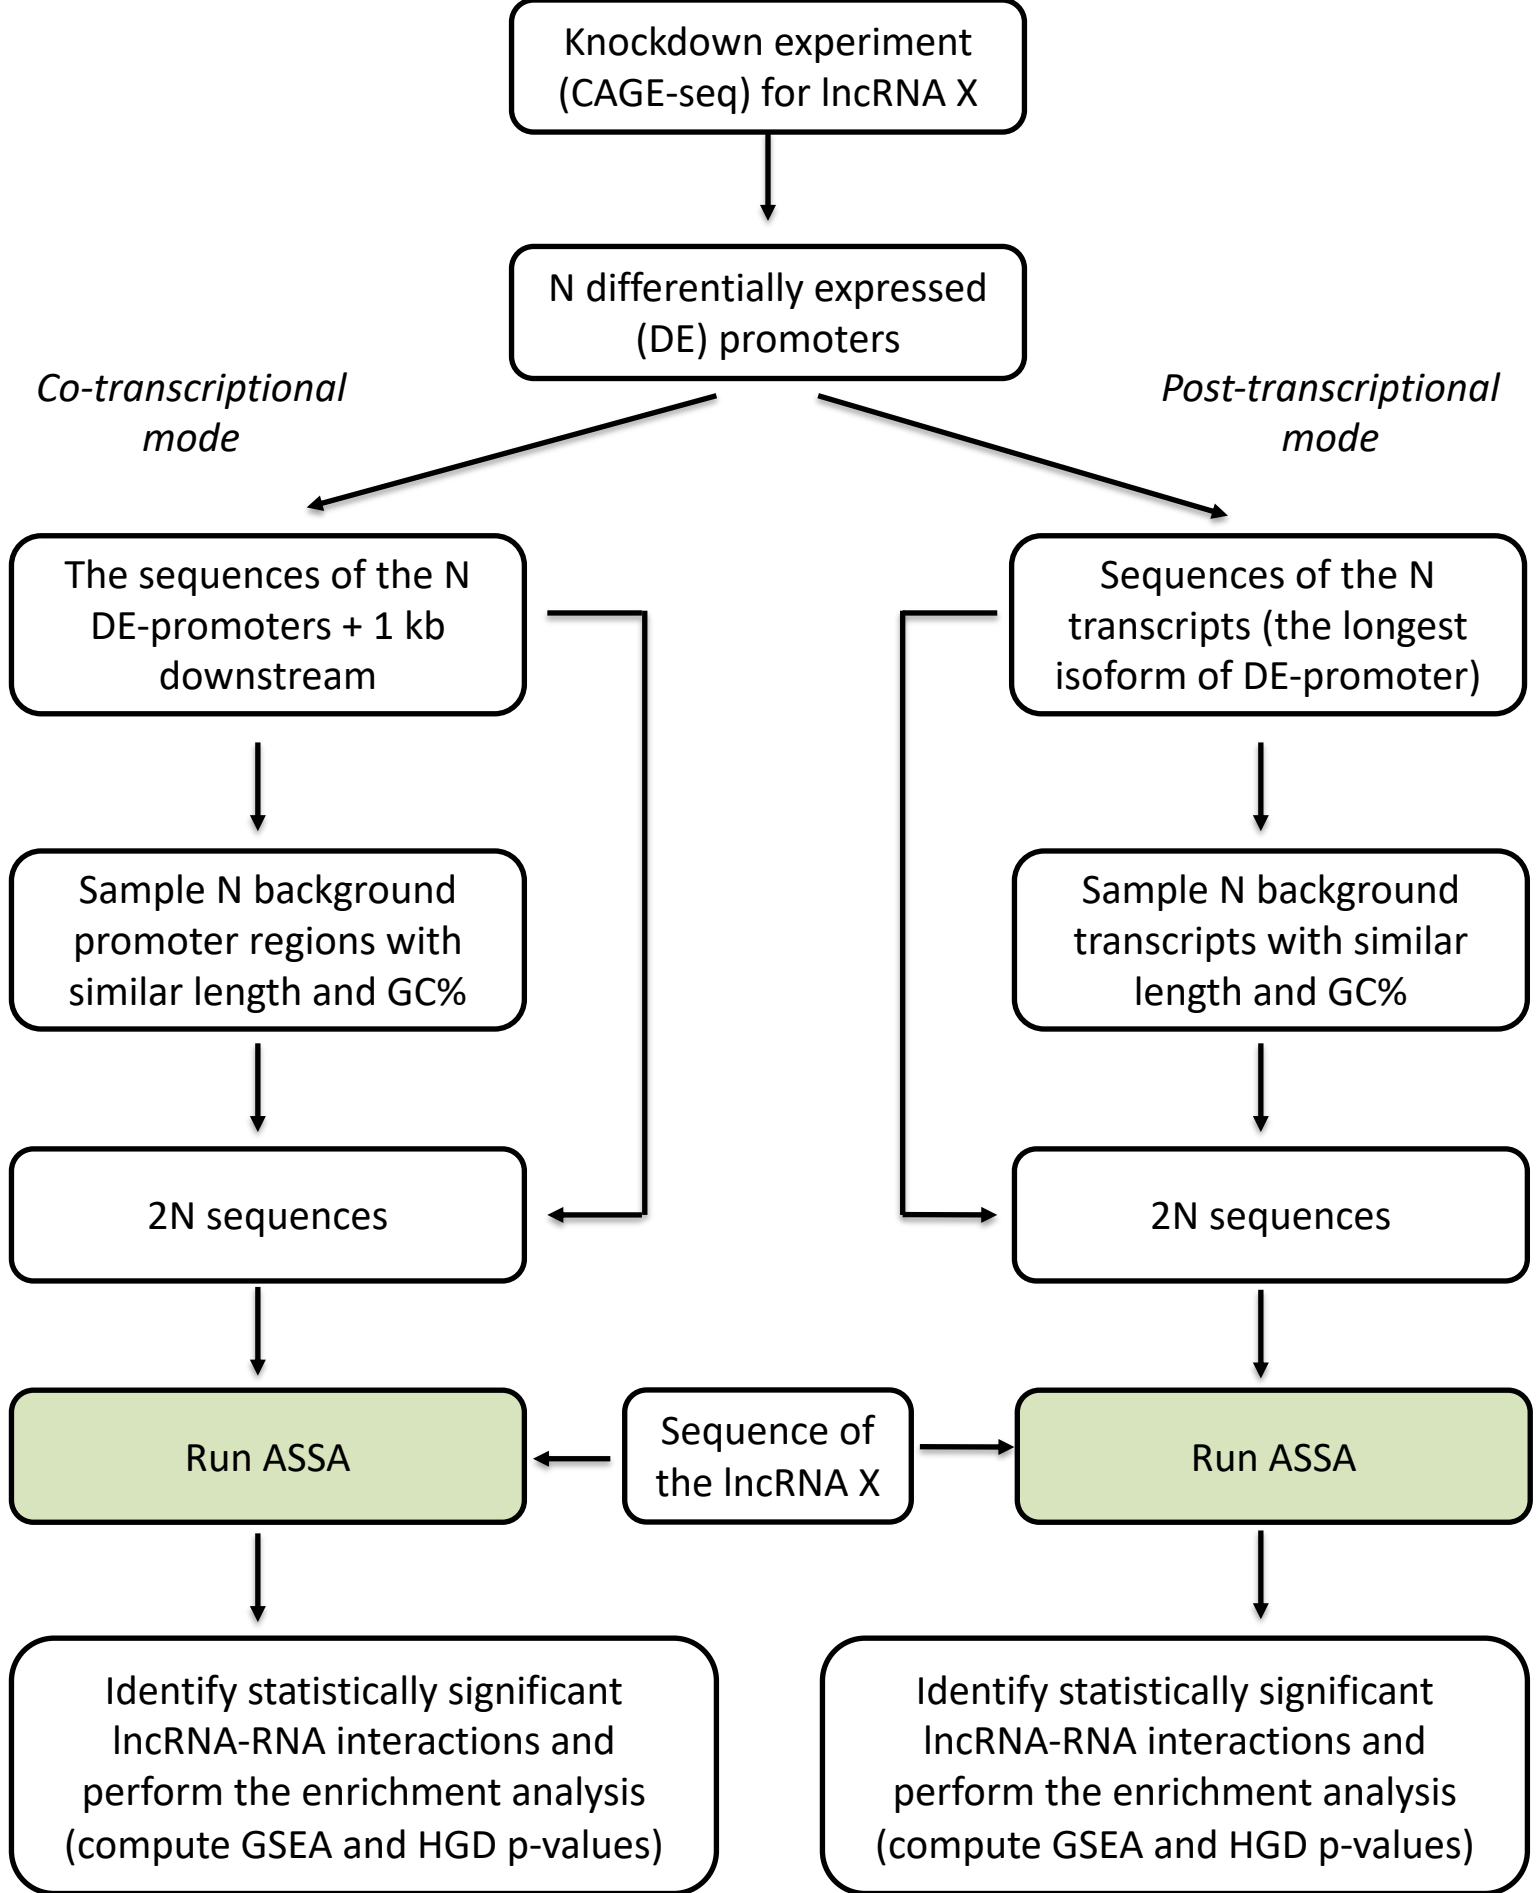 Knockdown experiment
(CAGE-seq) for lncRNA X
N differentially expressed
(DE) promoters
Co-transcriptional
mode
Post-transcriptional
mode
The sequences of the N
DE-promoters + 1 kb
downstream
Sequences of the N
transcripts (the longest
isoform of DE-promoter)
Sample N background
promoter regions with
similar length and GC%
Sample N background
transcripts with similar
length and GC%
2N sequences
2N sequences
Run ASSA
Sequence of
the lncRNA X
Run ASSA
Identify statistically significant
lncRNA-RNA interactions and
perform the enrichment analysis
(compute GSEA and HGD p-values)
Identify statistically significant
lncRNA-RNA interactions and
perform the enrichment analysis
(compute GSEA and HGD p-values)